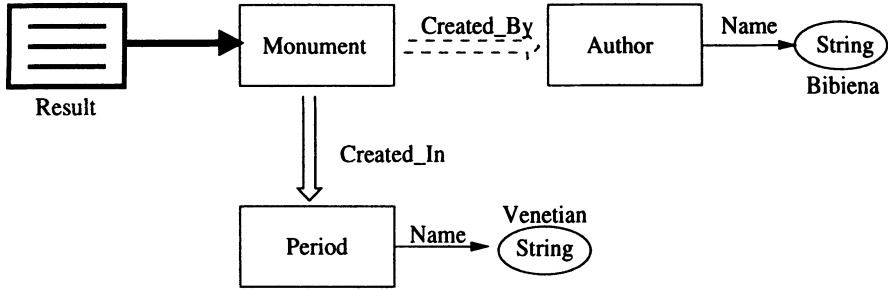 Monument
Created_By
Author
Name
String
Bibiena
Result
Created_In
Period
Name
Venetian
String